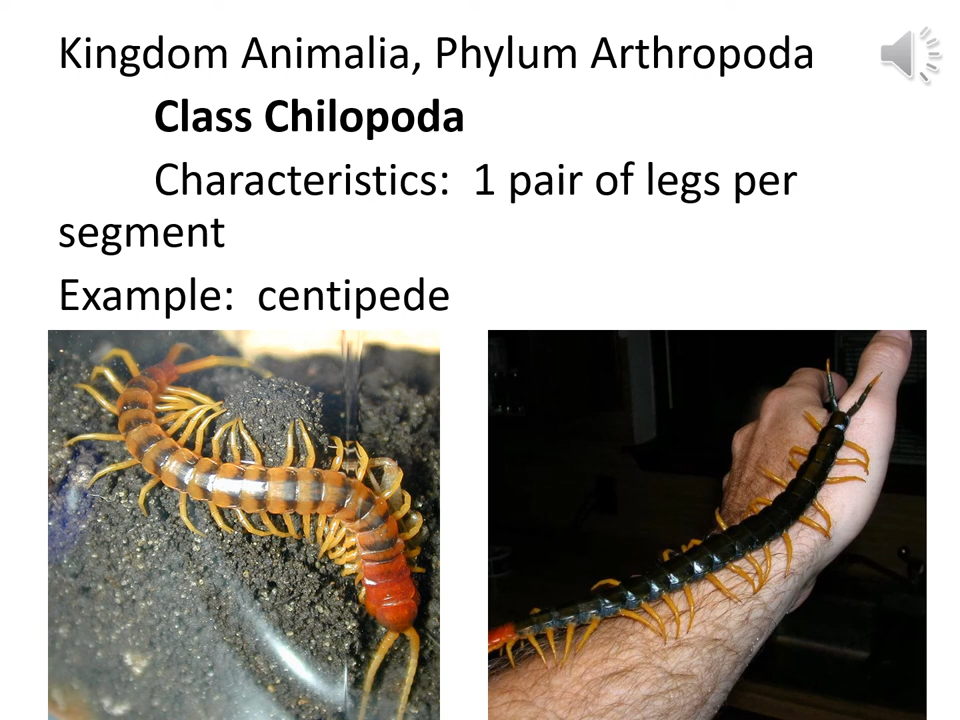 Kingdom Animalia, Phylum Arthropoda
Class Chilopoda
Characteristics: 1 pair of legs per
segment
Example: centipede